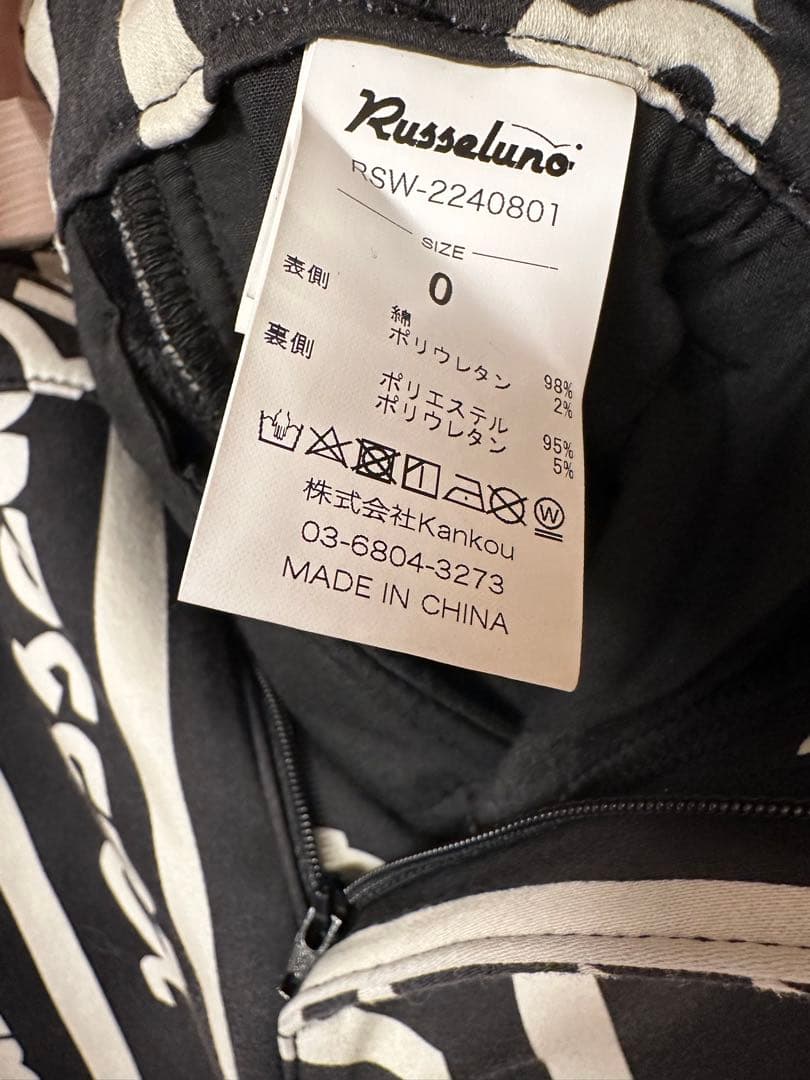 Russeluno
RSW-2240801
SIZE
0
表側
綿 98%
ポリウレタン 2%
裏側
ポリエステル 95%
ポリウレタン 5%
W
株式会社Kankou
03-6804-3273
MADE IN CHINA